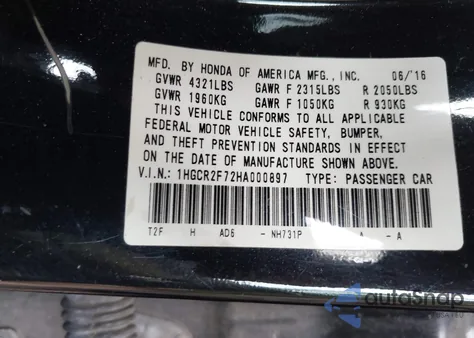 MFD. BY HONDA OF AMERICA MFG., INC. 06/'16
GVWR 4321LBS GAWR F 2315LBS R 2050LBS
GVWR 1960KG GAWR F 1050KG R 930KG
THIS VEHICLE CONFORMS TO ALL APPLICABLE
FEDERAL MOTOR VEHICLE SAFETY, BUMPER,
AND THEFT PREVENTION STANDARDS IN EFFECT
ON THE DATE OF MANUFACTURE SHOWN ABOVE.
V.I.N.: 1HGCR2F72HA000897 TYPE: PASSENGER CAR
T2F H AD6 - NH731P A - A
autoSnap